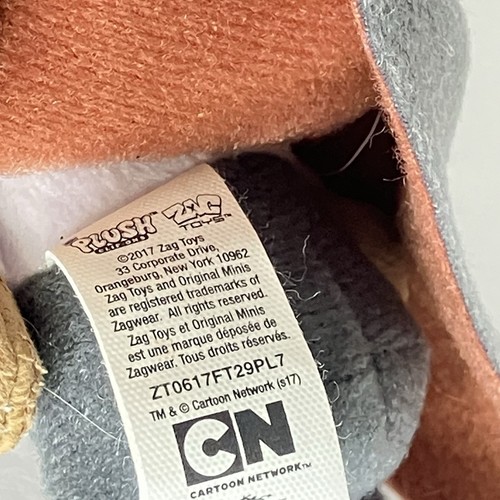 PLUSH ZAG
TOYS™
©2017 Zag Toys
33 Corporate Drive,
Orangeburg, New York 10962
Zag Toys and Original Minis
are registered trademarks of
Zagwear. All rights reserved.
Zag Toys et Original Minis
est une marque déposée de
Zagwear. Tous droits réservés.
ZT0617FT29PL7
TM & © Cartoon Network (s17)
CN
CARTOON NETWORK™